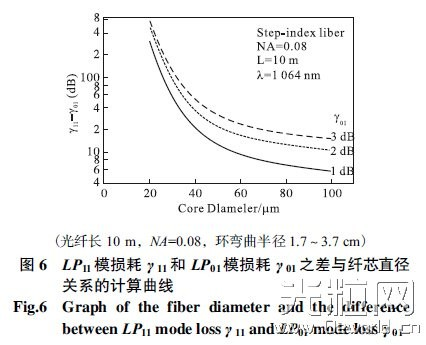 8
4
2
100
8
6
4
2
10
8
6
4
γ11−γ01 (dB)
Step-index liber
NA=0.08
L=10 m
λ=1 064 nm
γ01
3 dB
2 dB
1 dB
0 20 40 60 80 100
Core Diameler/μm
(光纤长 10 m，NA=0.08，环弯曲半径 1.7~3.7 cm)
图 6 LP11 模损耗 γ11 和 LP01 模损耗 γ01 之差与纤芯直径
关系的计算曲线
光粒网
Fig.6 Graph of the fiber diameter and the difference
between LP11 mode loss γ11 and LP01 mode loss γ01